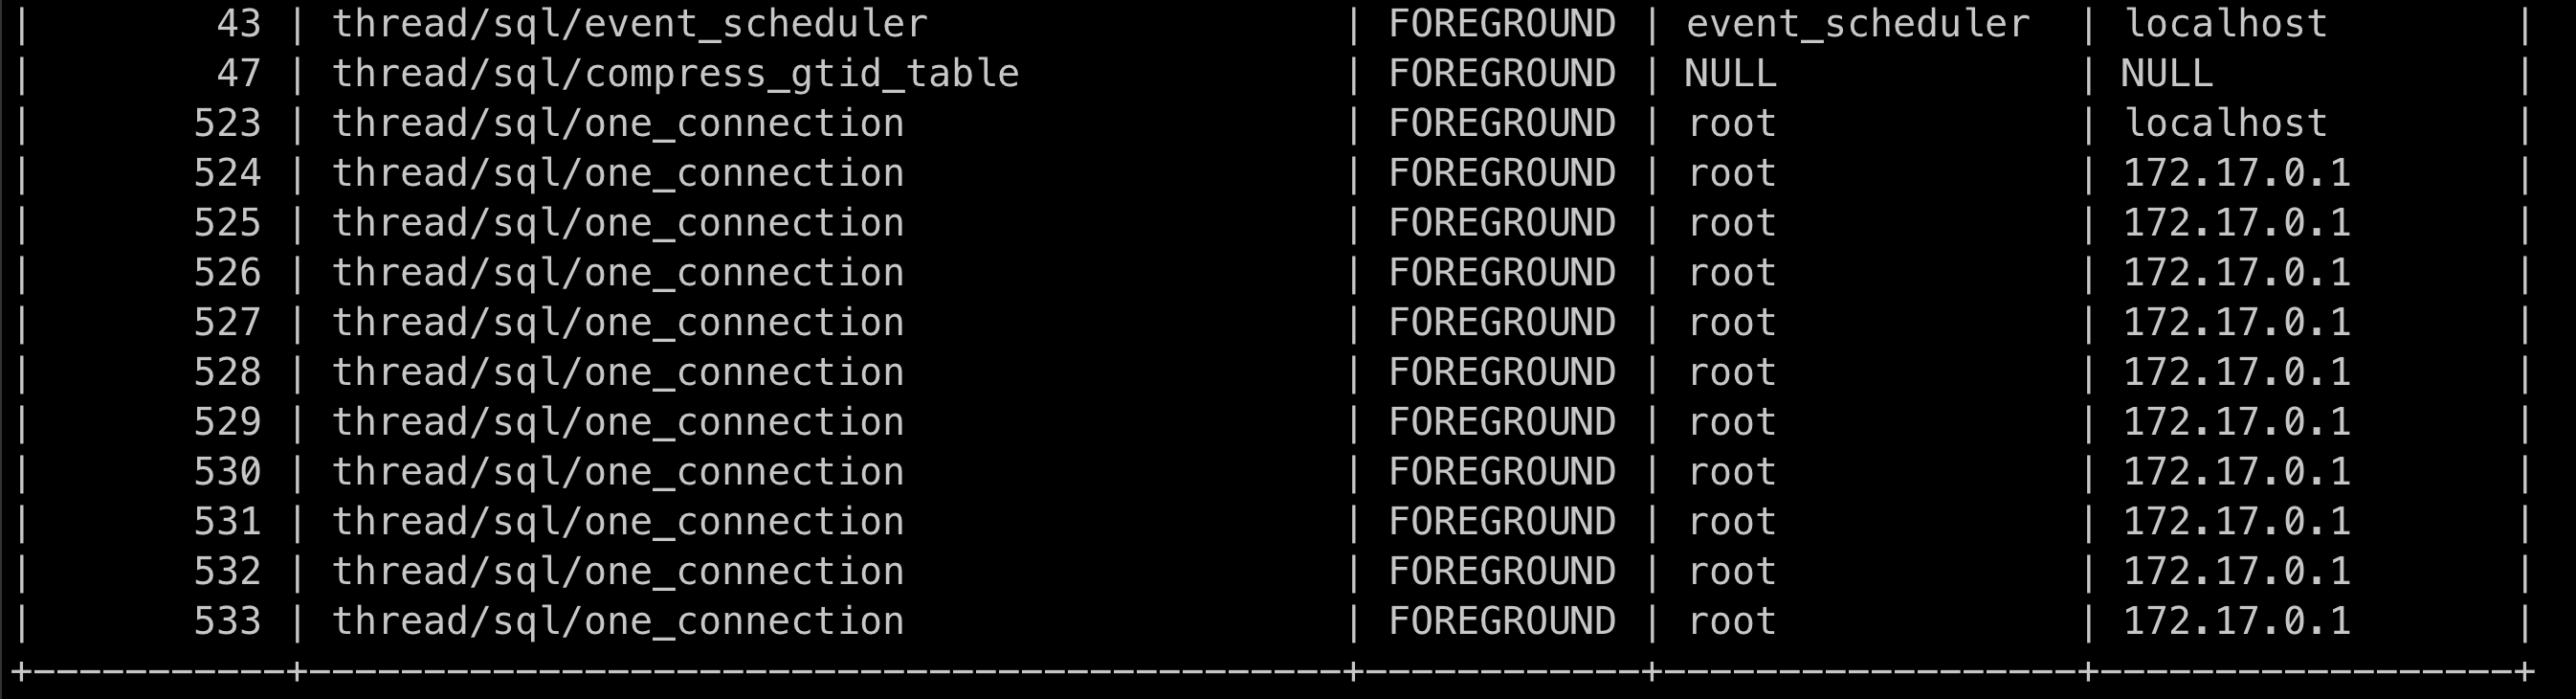 |          43 | thread/sql/event_scheduler                   | FOREGROUND | event_scheduler  | localhost        |
|          47 | thread/sql/compress_gtid_table               | FOREGROUND | NULL             | NULL             |
|         523 | thread/sql/one_connection                    | FOREGROUND | root             | localhost        |
|         524 | thread/sql/one_connection                    | FOREGROUND | root             | 172.17.0.1       |
|         525 | thread/sql/one_connection                    | FOREGROUND | root             | 172.17.0.1       |
|         526 | thread/sql/one_connection                    | FOREGROUND | root             | 172.17.0.1       |
|         527 | thread/sql/one_connection                    | FOREGROUND | root             | 172.17.0.1       |
|         528 | thread/sql/one_connection                    | FOREGROUND | root             | 172.17.0.1       |
|         529 | thread/sql/one_connection                    | FOREGROUND | root             | 172.17.0.1       |
|         530 | thread/sql/one_connection                    | FOREGROUND | root             | 172.17.0.1       |
|         531 | thread/sql/one_connection                    | FOREGROUND | root             | 172.17.0.1       |
|         532 | thread/sql/one_connection                    | FOREGROUND | root             | 172.17.0.1       |
|         533 | thread/sql/one_connection                    | FOREGROUND | root             | 172.17.0.1       |
+-----------+---------------------------------------------+------------+------------------+------------------+